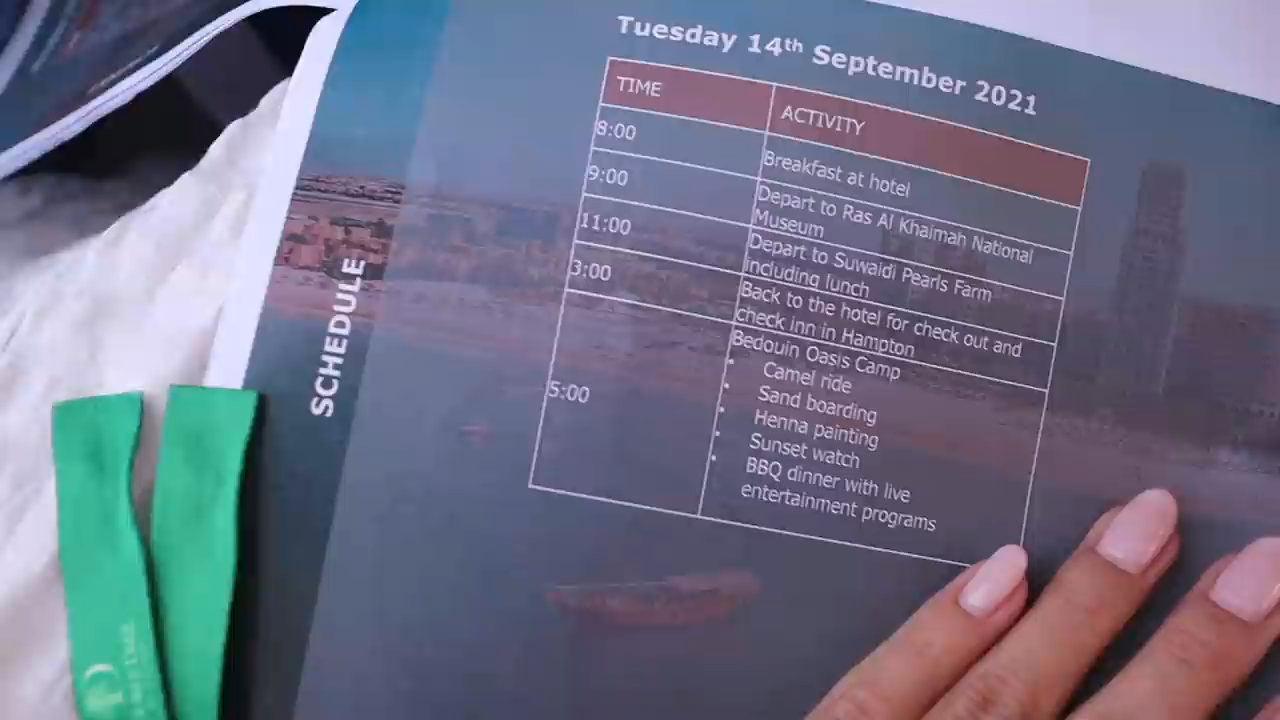 Tuesday 14th September 2021
TIME
ACTIVITY
8:00
Breakfast at hotel
9:00
Depart to Ras Al Khaimah National
Museum
11:00
Depart to Suwaidi Pearls Farm
including lunch
3:00
Back to the hotel for check out and
check inn in Hampton
5:00
Bedouin Oasis Camp
• Camel ride
• Sand boarding
• Henna painting
• Sunset watch
• BBQ dinner with live
entertainment programs
SCHEDULE